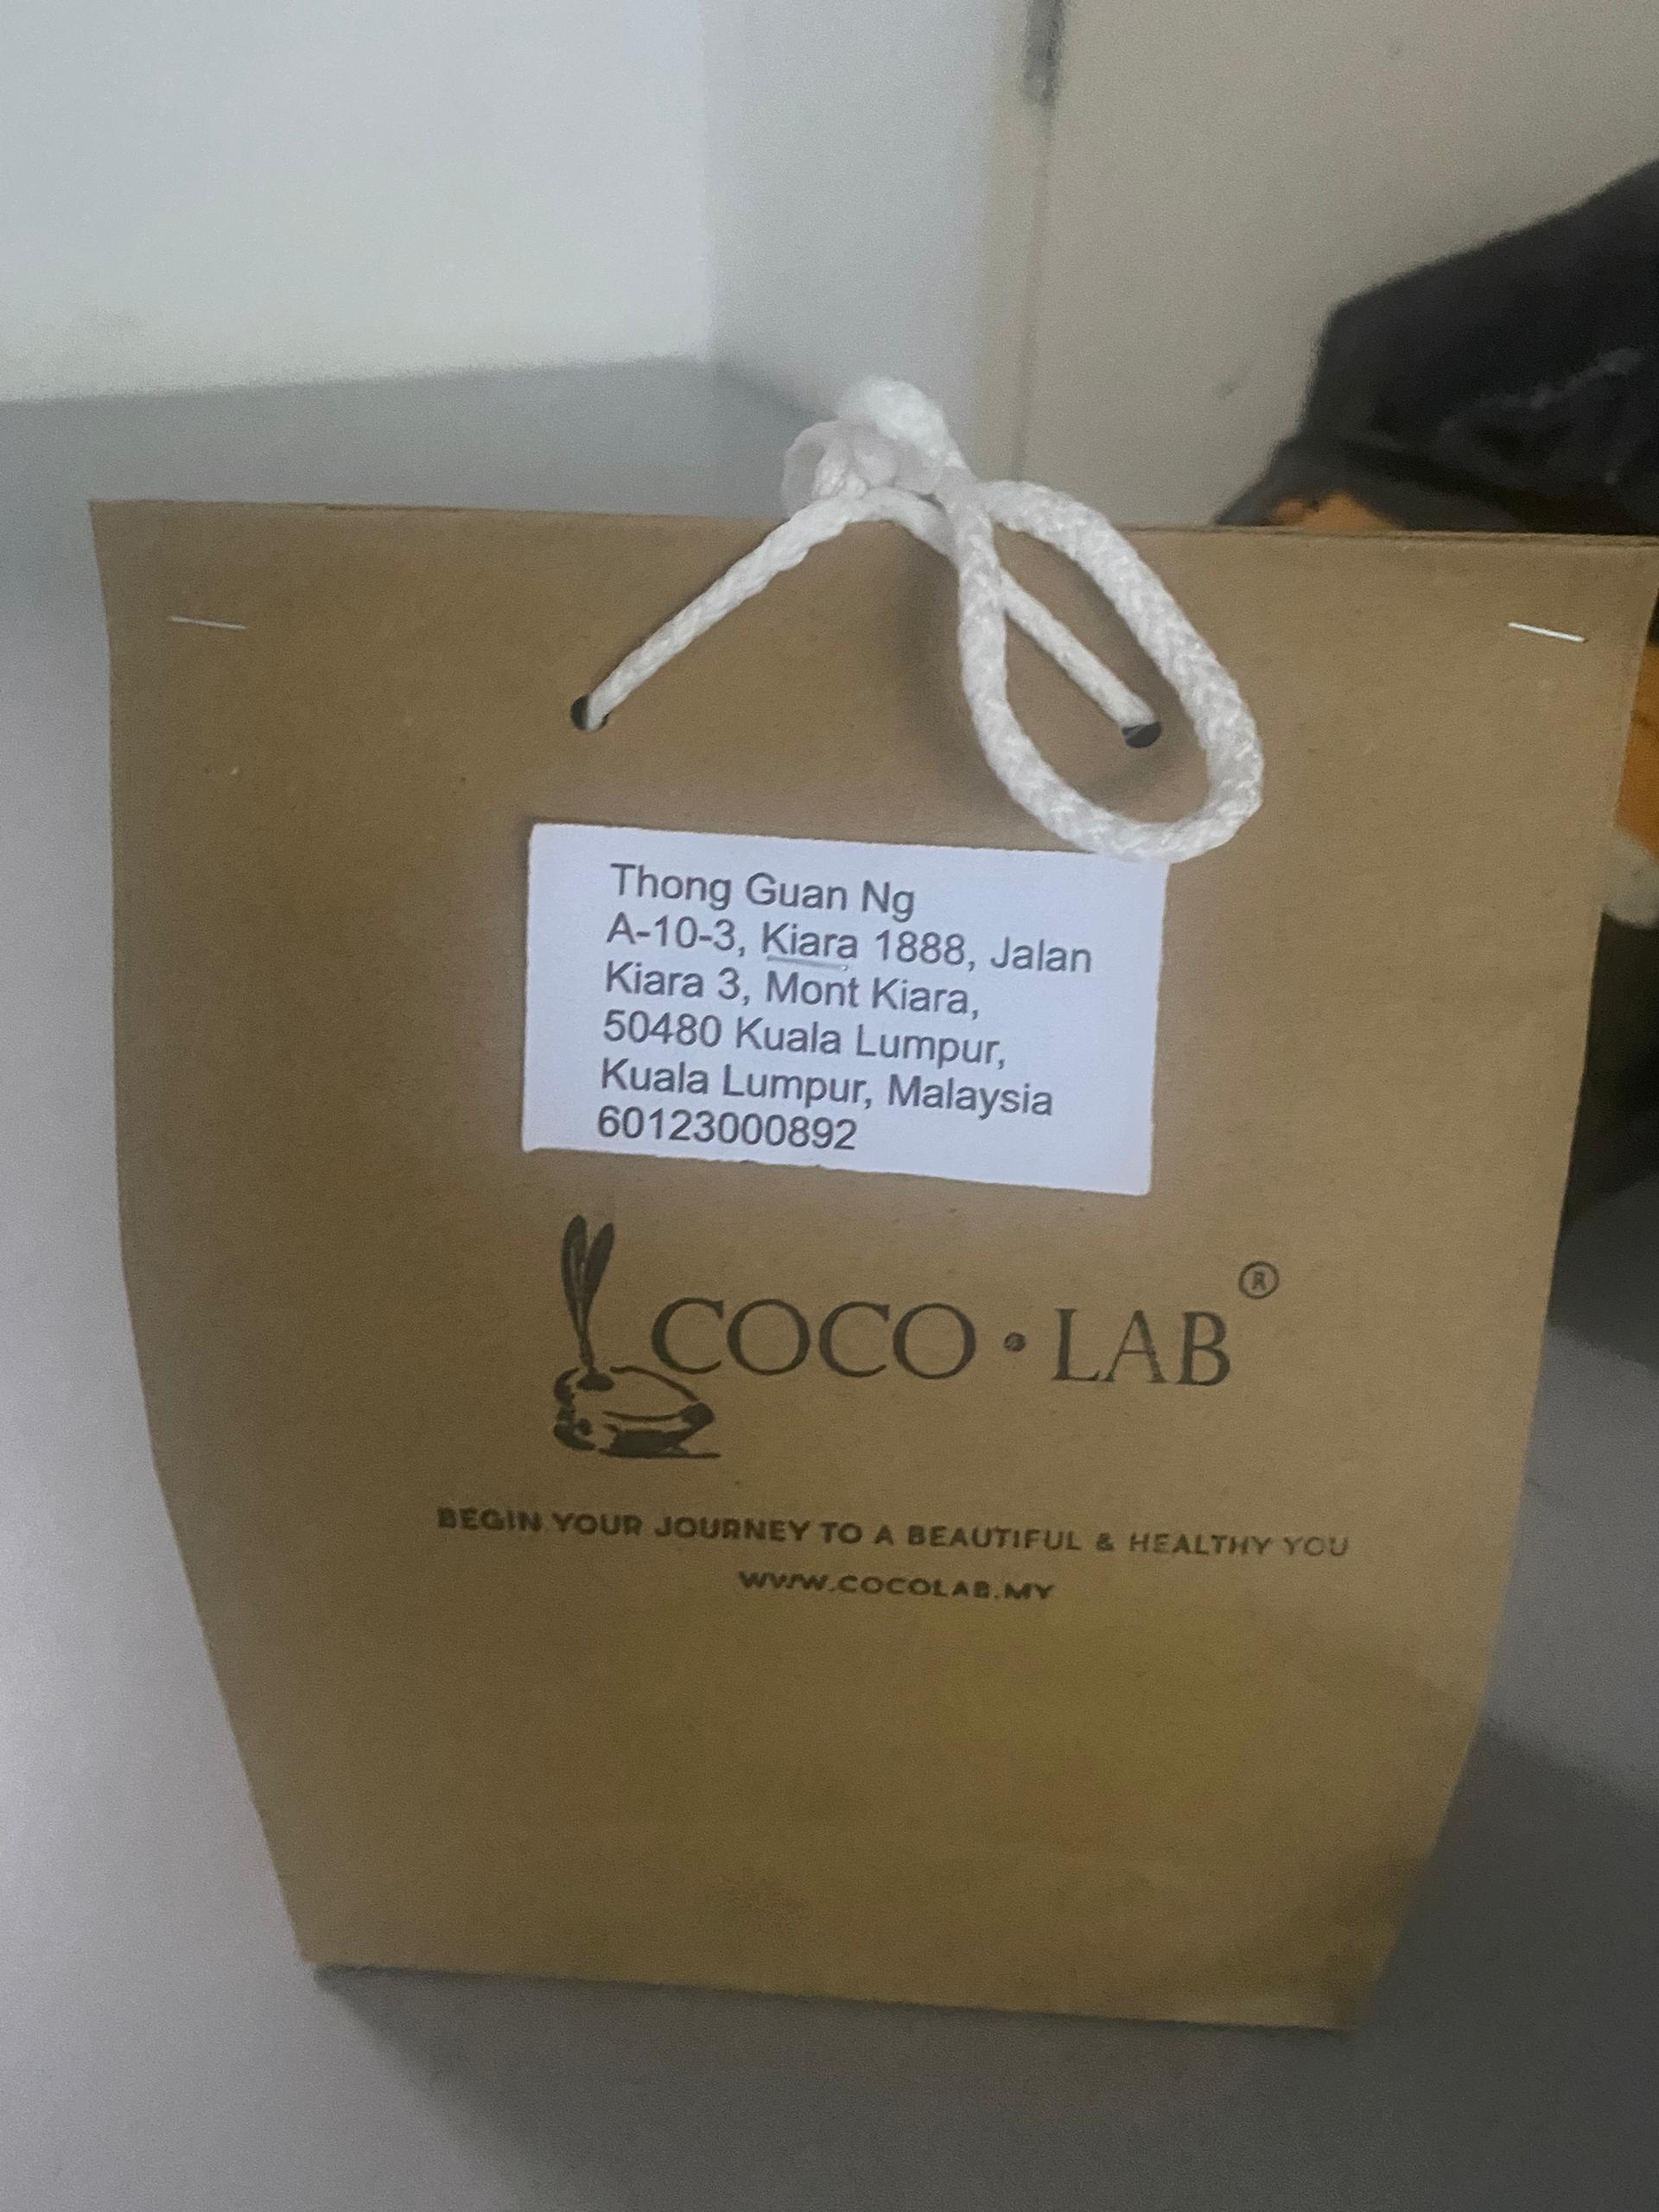 Thong Guan Ng
A-10-3, Kiara 1888, Jalan
Kiara 3, Mont Kiara,
50480 Kuala Lumpur,
Kuala Lumpur, Malaysia
60123000892
COCO • LAB ®
BEGIN YOUR JOURNEY TO A BEAUTIFUL & HEALTHY YOU
WWW.COCOLAB.MY